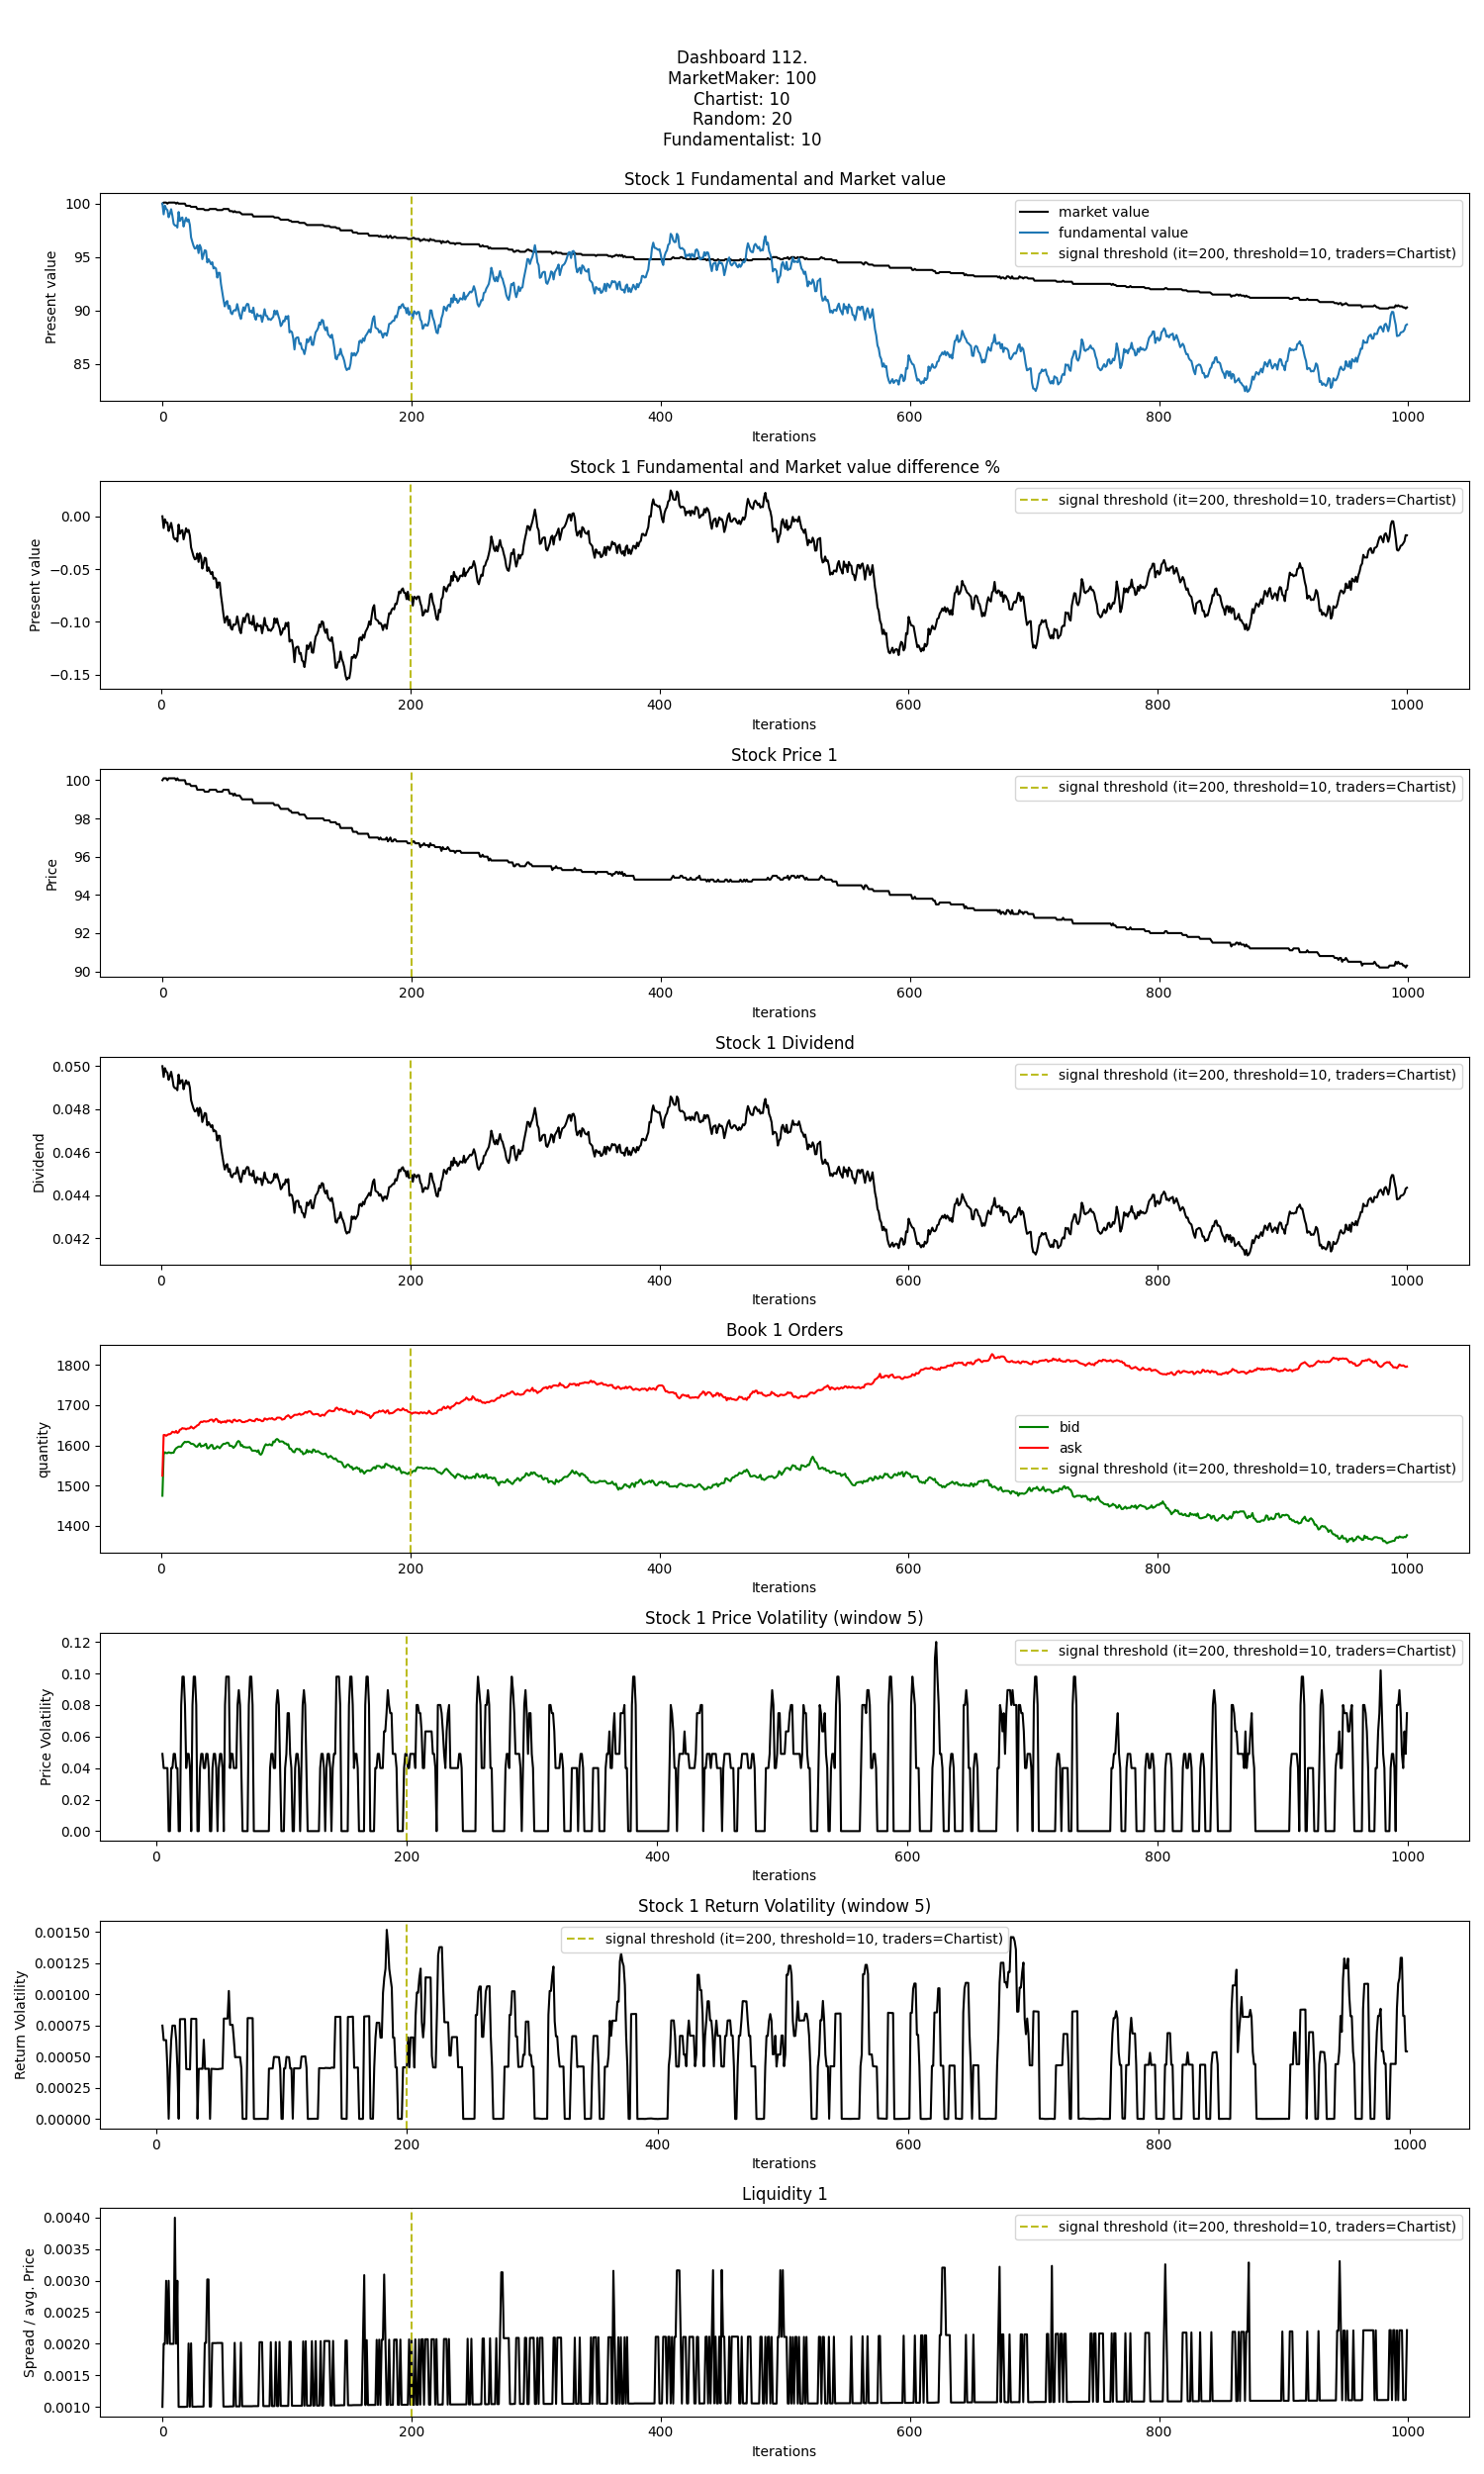 Dashboard 112.
MarketMaker: 100
Chartist: 10
Random: 20
Fundamentalist: 10
Stock 1 Fundamental and Market value
Present value
100
95
90
85
market value
fundamental value
signal threshold (it=200, threshold=10, traders=Chartist)
0 200 400 600 800 1000
Iterations
Stock 1 Fundamental and Market value difference %
Present value
0.00
−0.05
−0.10
−0.15
signal threshold (it=200, threshold=10, traders=Chartist)
0 200 400 600 800 1000
Iterations
Stock Price 1
Price
100
98
96
94
92
90
signal threshold (it=200, threshold=10, traders=Chartist)
0 200 400 600 800 1000
Iterations
Stock 1 Dividend
Dividend
0.050
0.048
0.046
0.044
0.042
signal threshold (it=200, threshold=10, traders=Chartist)
0 200 400 600 800 1000
Iterations
Book 1 Orders
quantity
1800
1700
1600
1500
1400
bid
ask
signal threshold (it=200, threshold=10, traders=Chartist)
0 200 400 600 800 1000
Iterations
Stock 1 Price Volatility (window 5)
Price Volatility
0.12
0.10
0.08
0.06
0.04
0.02
0.00
signal threshold (it=200, threshold=10, traders=Chartist)
0 200 400 600 800 1000
Iterations
Stock 1 Return Volatility (window 5)
Return Volatility
0.00150
0.00125
0.00100
0.00075
0.00050
0.00025
0.00000
signal threshold (it=200, threshold=10, traders=Chartist)
0 200 400 600 800 1000
Iterations
Liquidity 1
Spread / avg. Price
0.0040
0.0035
0.0030
0.0025
0.0020
0.0015
0.0010
signal threshold (it=200, threshold=10, traders=Chartist)
0 200 400 600 800 1000
Iterations